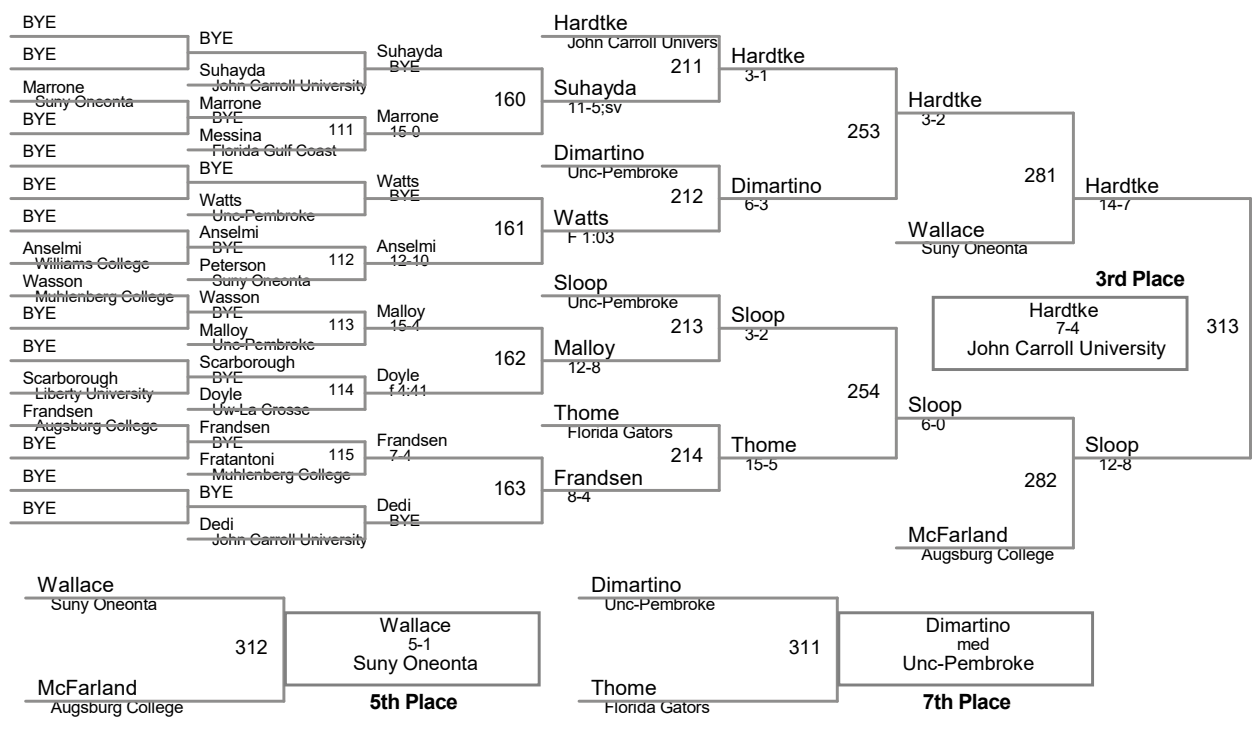 BYE
BYE
Marrone
Suny Oneonta
BYE
BYE
BYE
BYE
Anselmi
Williams College
Wasson
Muhlenberg College
BYE
BYE
Scarborough
Liberty University
Frandsen
Augsburg College
BYE
BYE
BYE
BYE
Suhayda
John Carroll University
Marrone
BYE
Messina
Florida Gulf Coast
111
BYE
Watts
Unc-Pembroke
Anselmi
BYE
Peterson
Suny Oneonta
112
Wasson
BYE
Malloy
Unc-Pembroke
113
Scarborough
BYE
Doyle
Uw-La Crosse
114
Frandsen
BYE
Fratantoni
Muhlenberg College
115
BYE
Dedi
John Carroll University
Suhayda
BYE
160
Marrone
15-0
Watts
BYE
161
Anselmi
12-10
Malloy
15-4
162
Doyle
f 4:41
Frandsen
7-4
163
Dedi
BYE
Hardtke
John Carroll Univers
211
Suhayda
11-5;sv
Dimartino
Unc-Pembroke
212
Watts
F 1:03
Sloop
Unc-Pembroke
213
Malloy
12-8
Thome
Florida Gators
214
Frandsen
8-4
Hardtke
3-1
253
Dimartino
6-3
Sloop
3-2
254
Thome
15-5
Hardtke
3-2
281
Wallace
Suny Oneonta
Sloop
6-0
282
McFarland
Augsburg College
Hardtke
14-7
3rd Place
Hardtke
7-4
John Carroll University
313
Sloop
12-8
Wallace
Suny Oneonta
312
McFarland
Augsburg College
Wallace
5-1
Suny Oneonta
5th Place
Dimartino
Unc-Pembroke
311
Thome
Florida Gators
Dimartino
med
Unc-Pembroke
7th Place